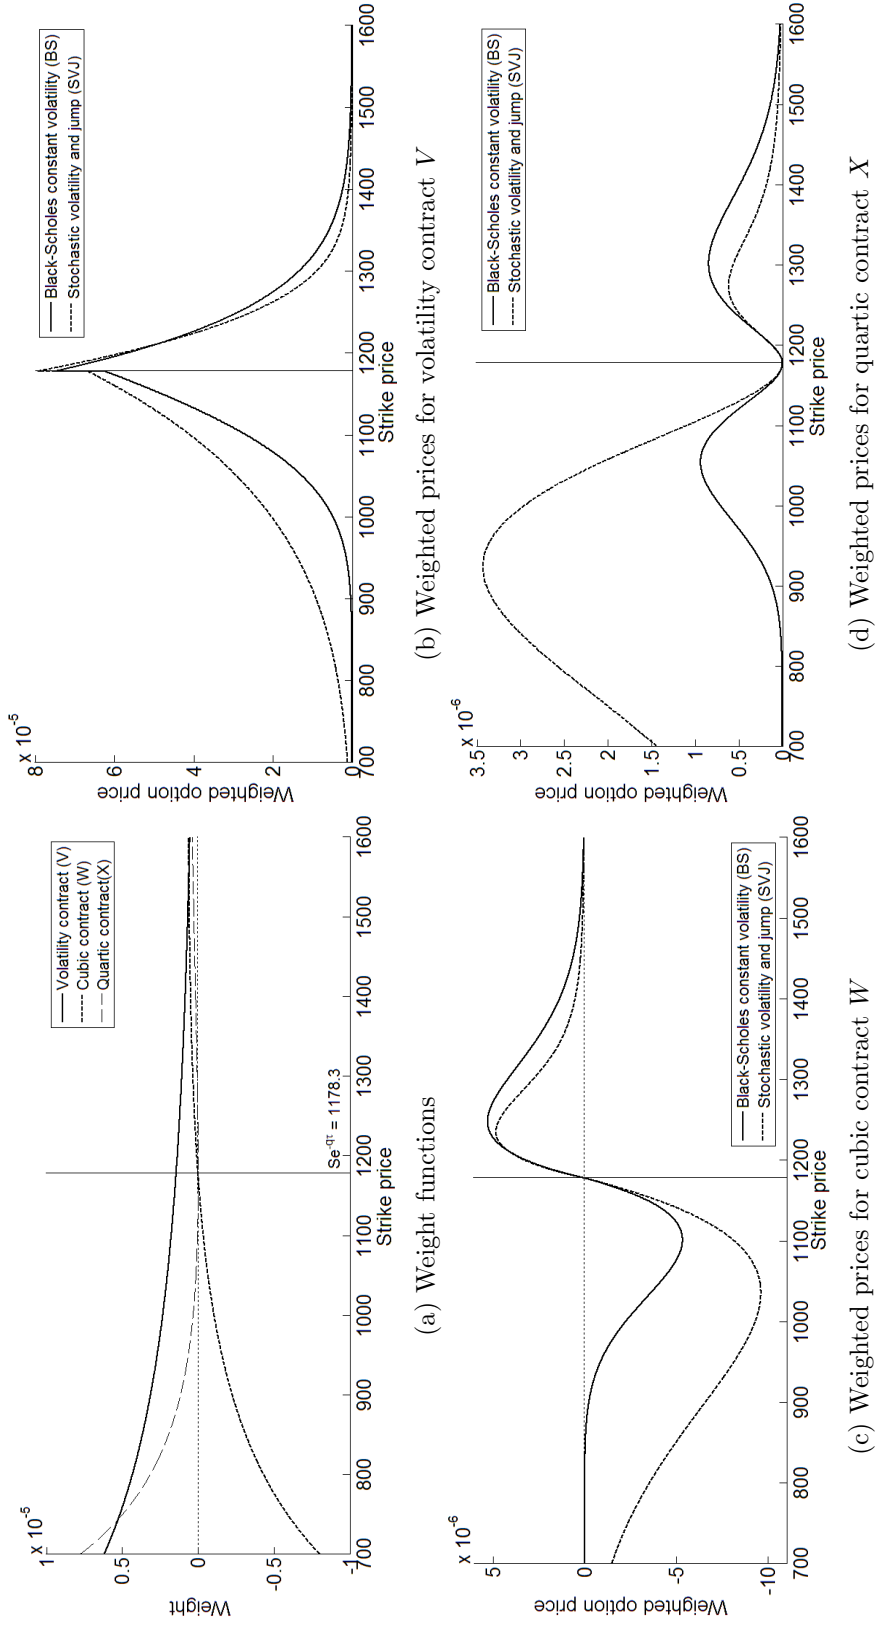 x 10-5
1
0.5
0
-0.5
-1
Weight
700
800
900
1000
1100
1200
1300
1400
1500
1600
Strike price
Se-qτ = 1178.3
Volatility contract (V)
Cubic contract (W)
Quartic contract(X)
(a) Weight functions
x 10-5
8
6
4
2
0
Weighted option price
700
800
900
1000
1100
1200
1300
1400
1500
1600
Strike price
Black-Scholes constant volatility (BS)
Stochastic volatility and jump (SVJ)
(b) Weighted prices for volatility contract V
x 10-6
5
0
-5
-10
Weighted option price
700
800
900
1000
1100
1200
1300
1400
1500
1600
Strike price
Black-Scholes constant volatility (BS)
Stochastic volatility and jump (SVJ)
(c) Weighted prices for cubic contract W
x 10-6
3.5
3
2.5
2
1.5
1
0.5
0
Weighted option price
700
800
900
1000
1100
1200
1300
1400
1500
1600
Strike price
Black-Scholes constant volatility (BS)
Stochastic volatility and jump (SVJ)
(d) Weighted prices for quartic contract X